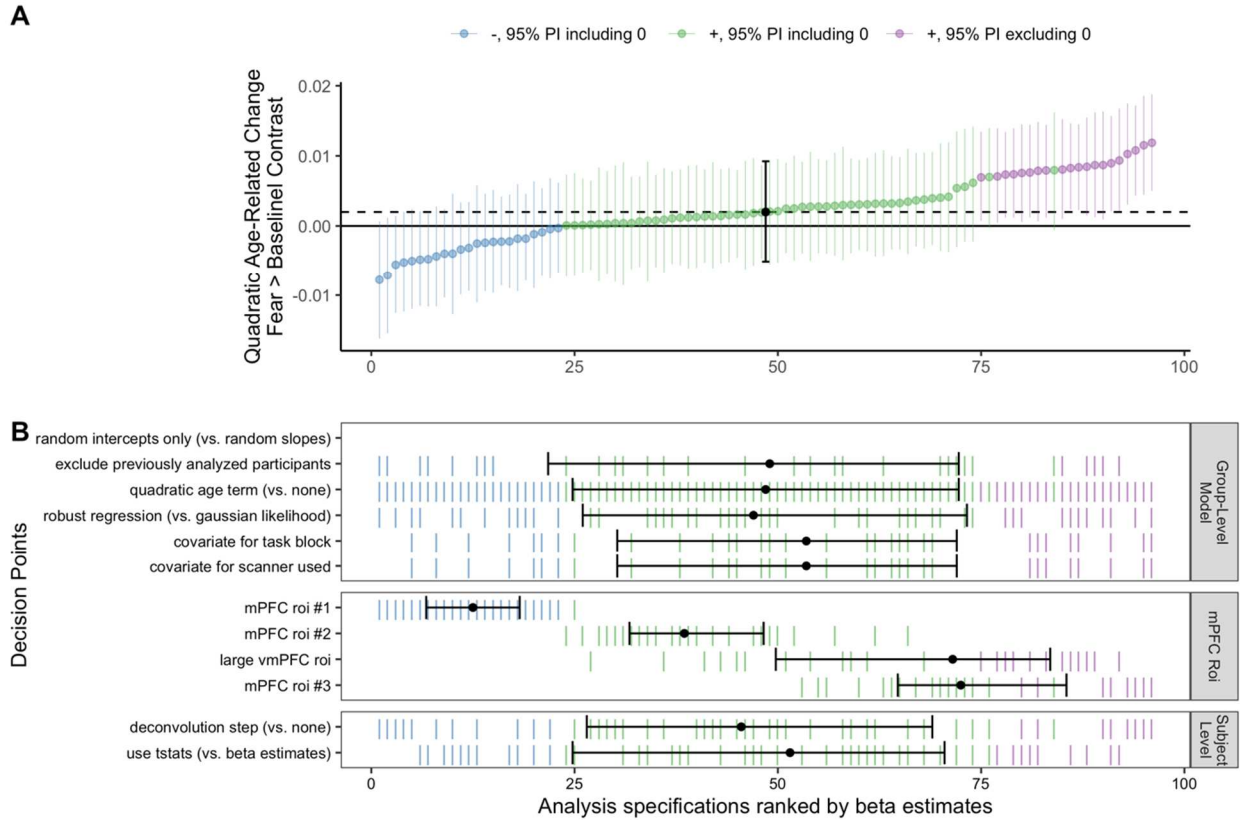 A
-, 95% PI including 0
+, 95% PI including 0
+, 95% PI excluding 0
Quadratic Age-Related Change
Fear > Baselinel Contrast
0.02
0.01
0.00
-0.01
0 25 50 75 100
B
Decision Points
random intercepts only (vs. random slopes)
exclude previously analyzed participants
quadratic age term (vs. none)
robust regression (vs. gaussian likelihood)
covariate for task block
covariate for scanner used
Group-Level
Model
mPFC roi #1
mPFC roi #2
large vmPFC roi
mPFC roi #3
mPFC Roi
deconvolution step (vs. none)
use tstats (vs. beta estimates)
Subject
Level
0 25 50 75 100
Analysis specifications ranked by beta estimates